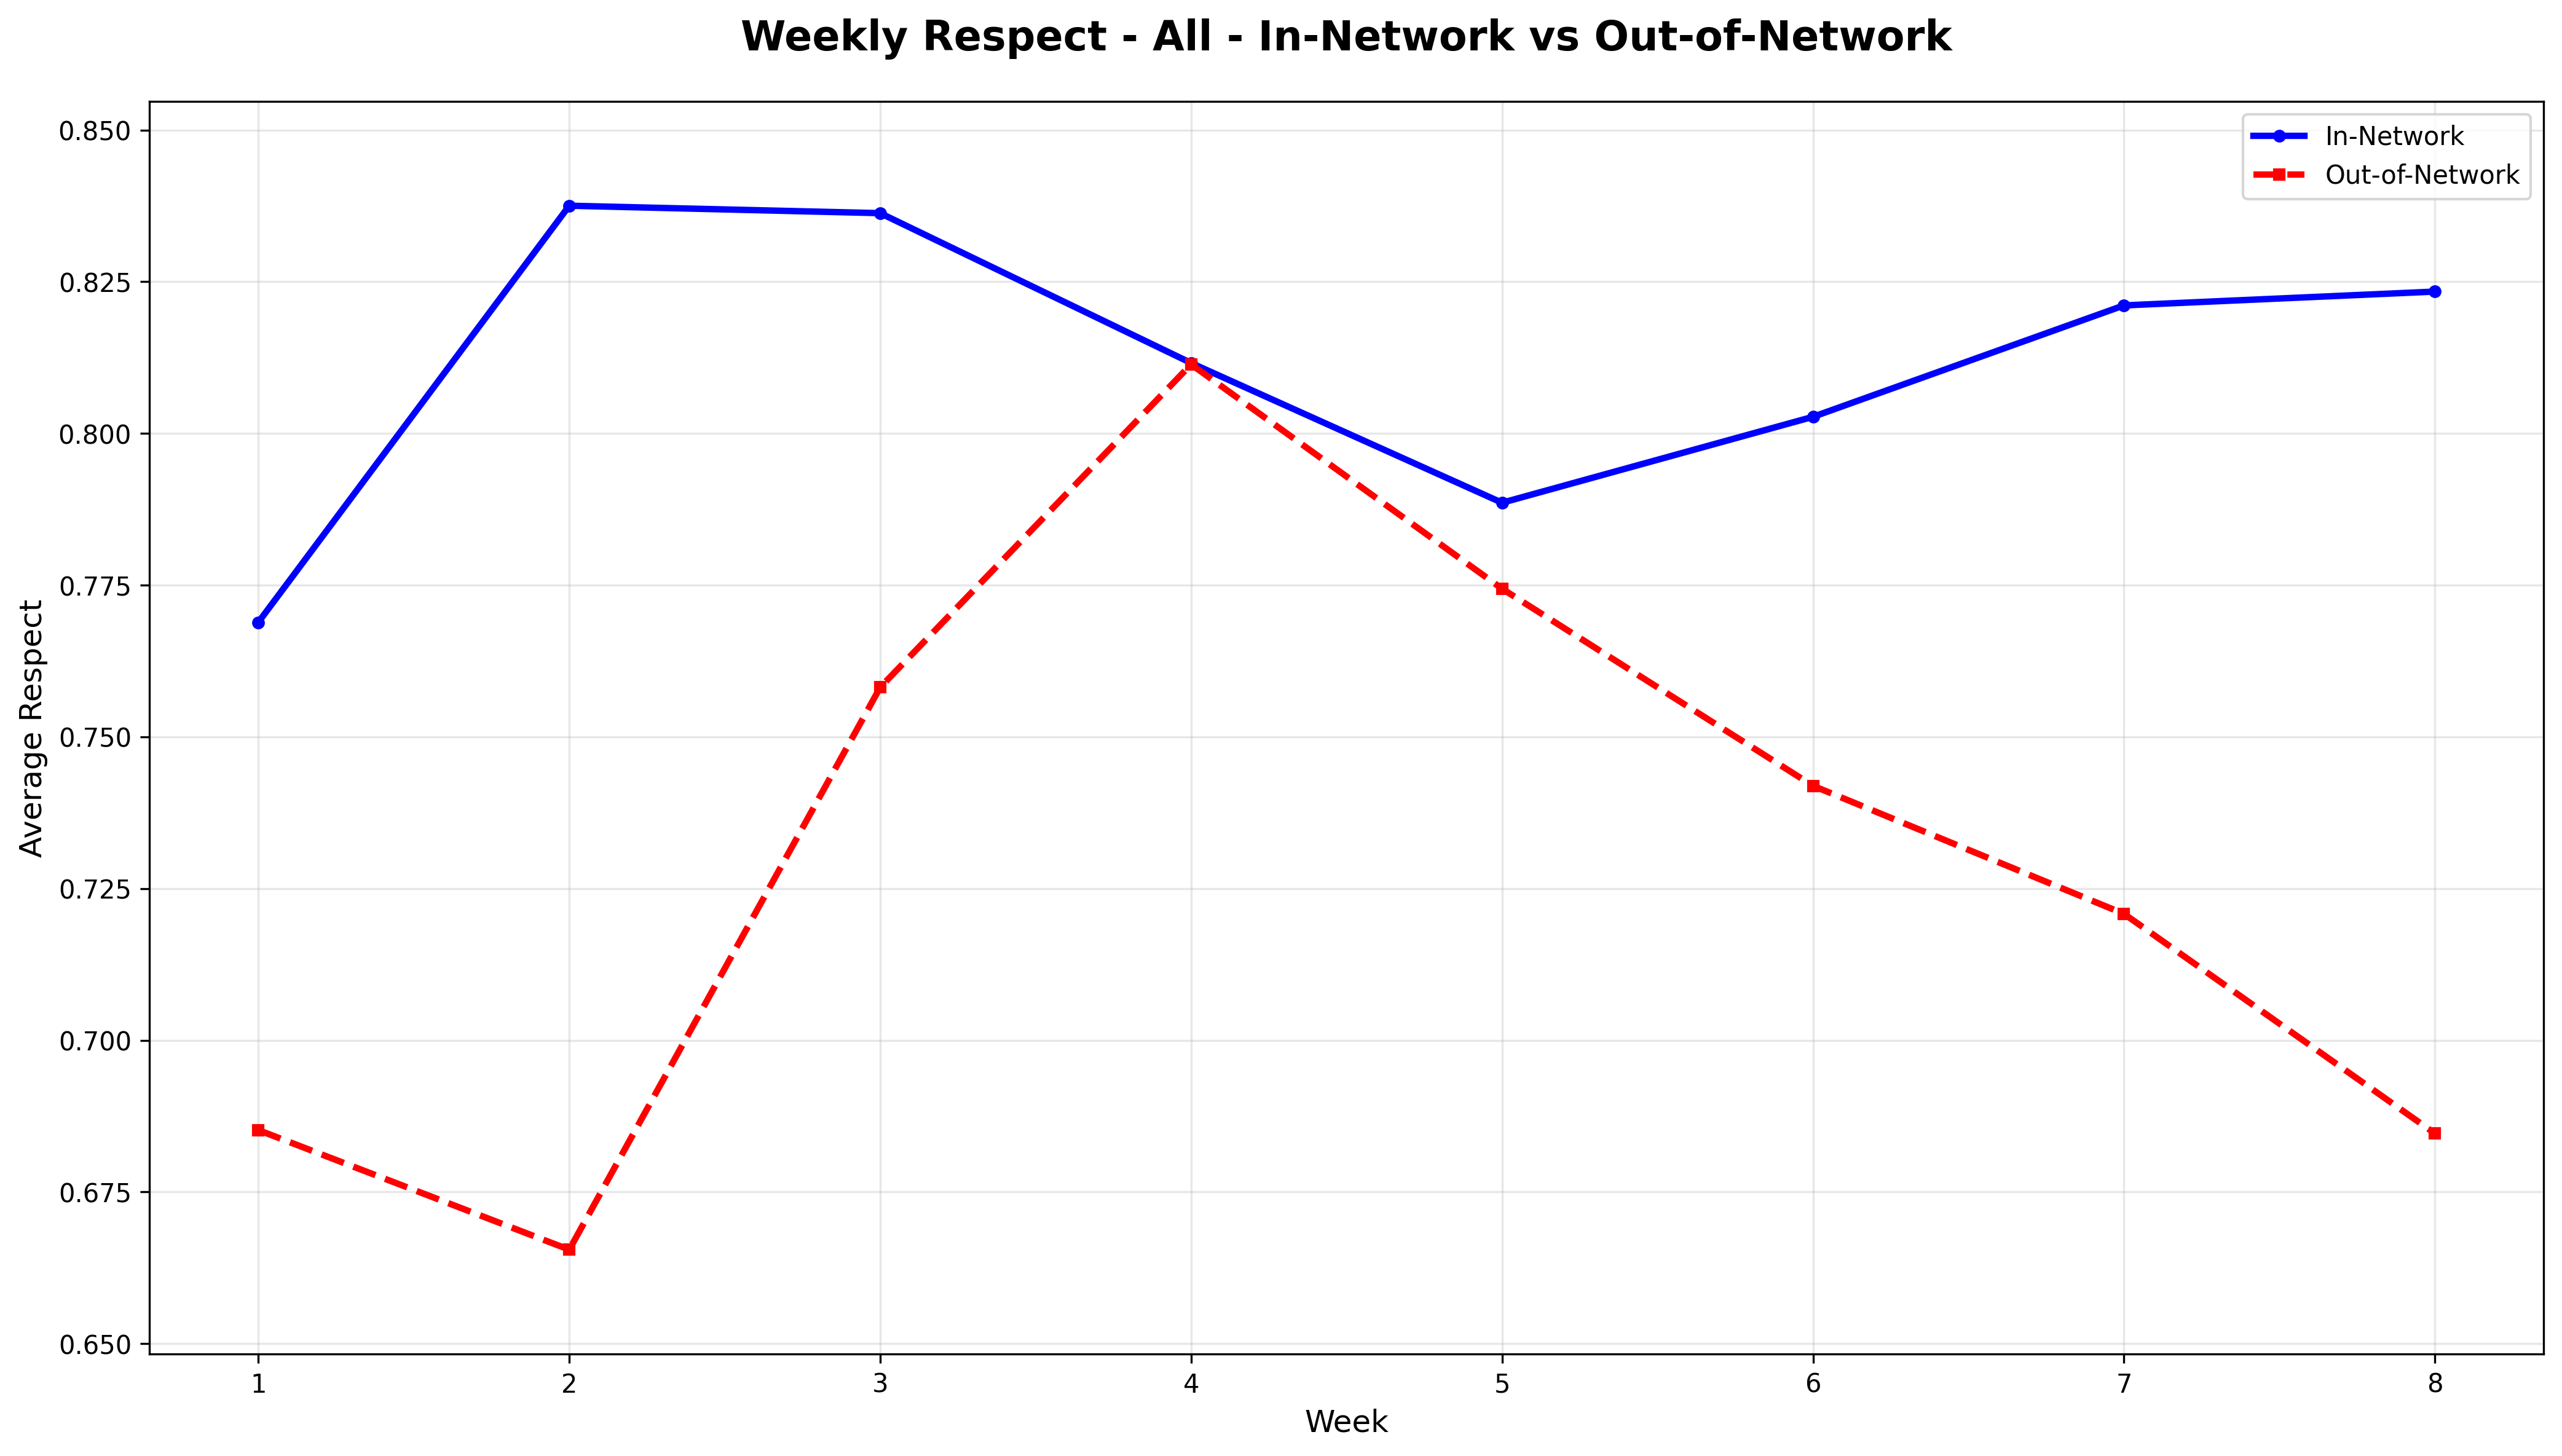 Weekly Respect - All - In-Network vs Out-of-Network
In-Network
Out-of-Network
Average Respect
0.850
0.825
0.800
0.775
0.750
0.725
0.700
0.675
0.650
1 2 3 4 5 6 7 8
Week